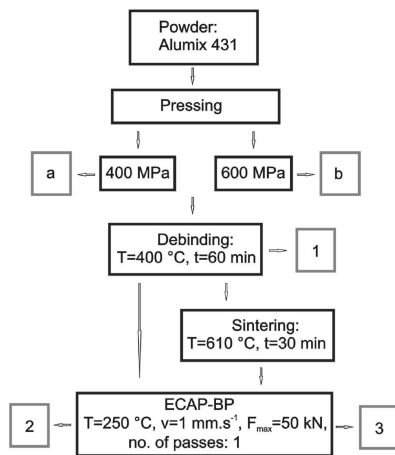 Powder:
Alumix 431
Pressing
a
400 MPa
600 MPa
b
Debinding:
T=400 °C, t=60 min
1
Sintering:
T=610 °C, t=30 min
ECAP-BP
2
T=250 °C, v=1 mm.s⁻¹, Fmax=50 kN,
3
no. of passes: 1